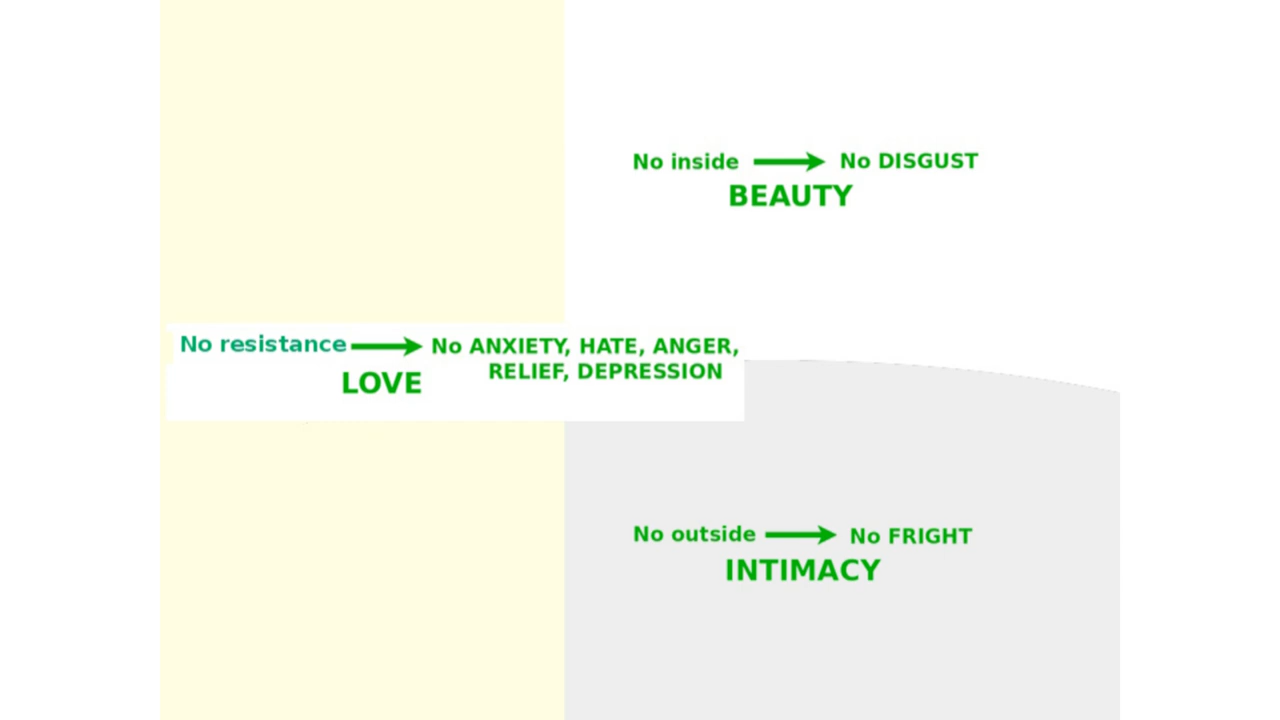 No inside → No DISGUST
BEAUTY
No resistance → No ANXIETY, HATE, ANGER,
RELIEF, DEPRESSION
LOVE
No outside → No FRIGHT
INTIMACY